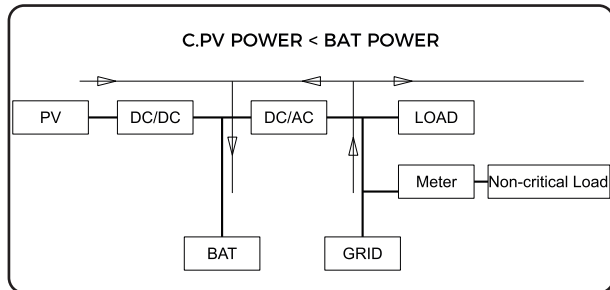 C.PV POWER < BAT POWER
PV
DC/DC
DC/AC
LOAD
Meter
Non-critical Load
BAT
GRID